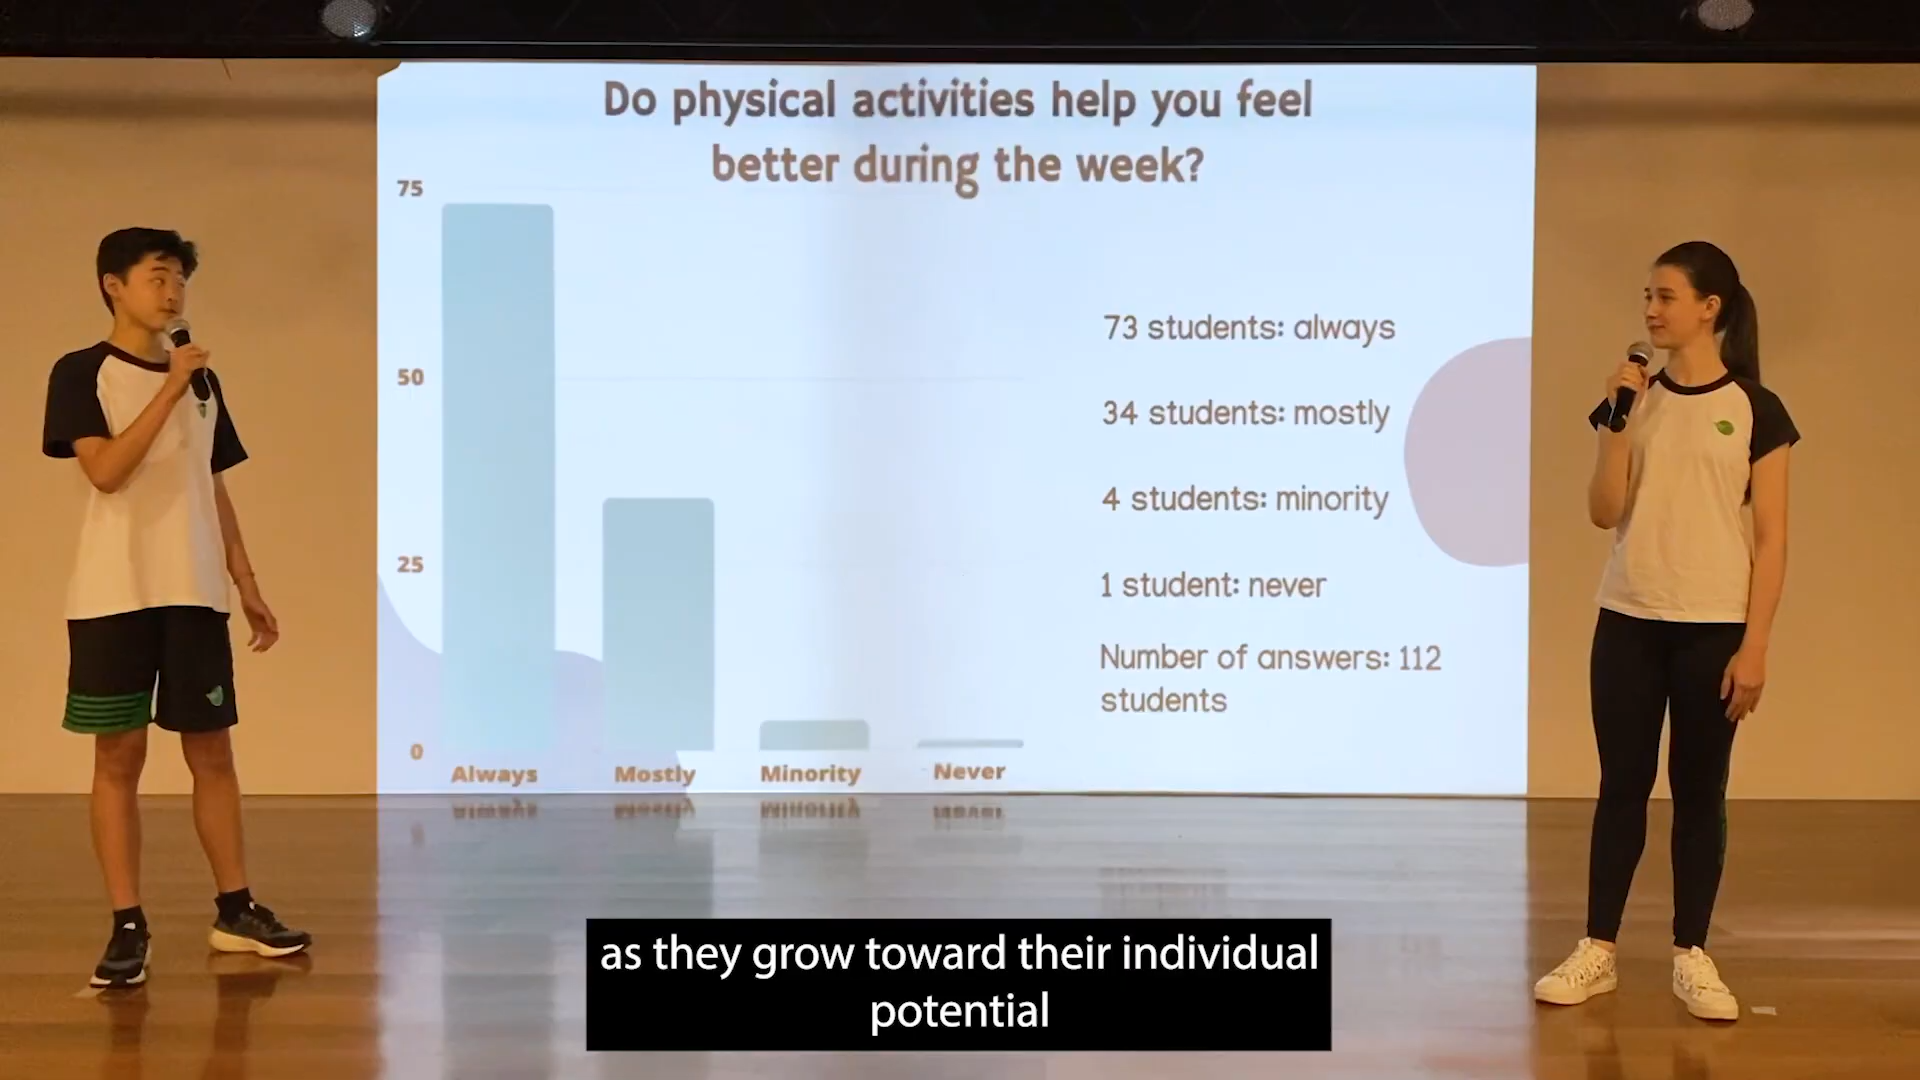 Do physical activities help you feel
better during the week?
75
50
25
0
Always
Mostly
Minority
Never
73 students: always
34 students: mostly
4 students: minority
1 student: never
Number of answers: 112
students
as they grow toward their individual
potential